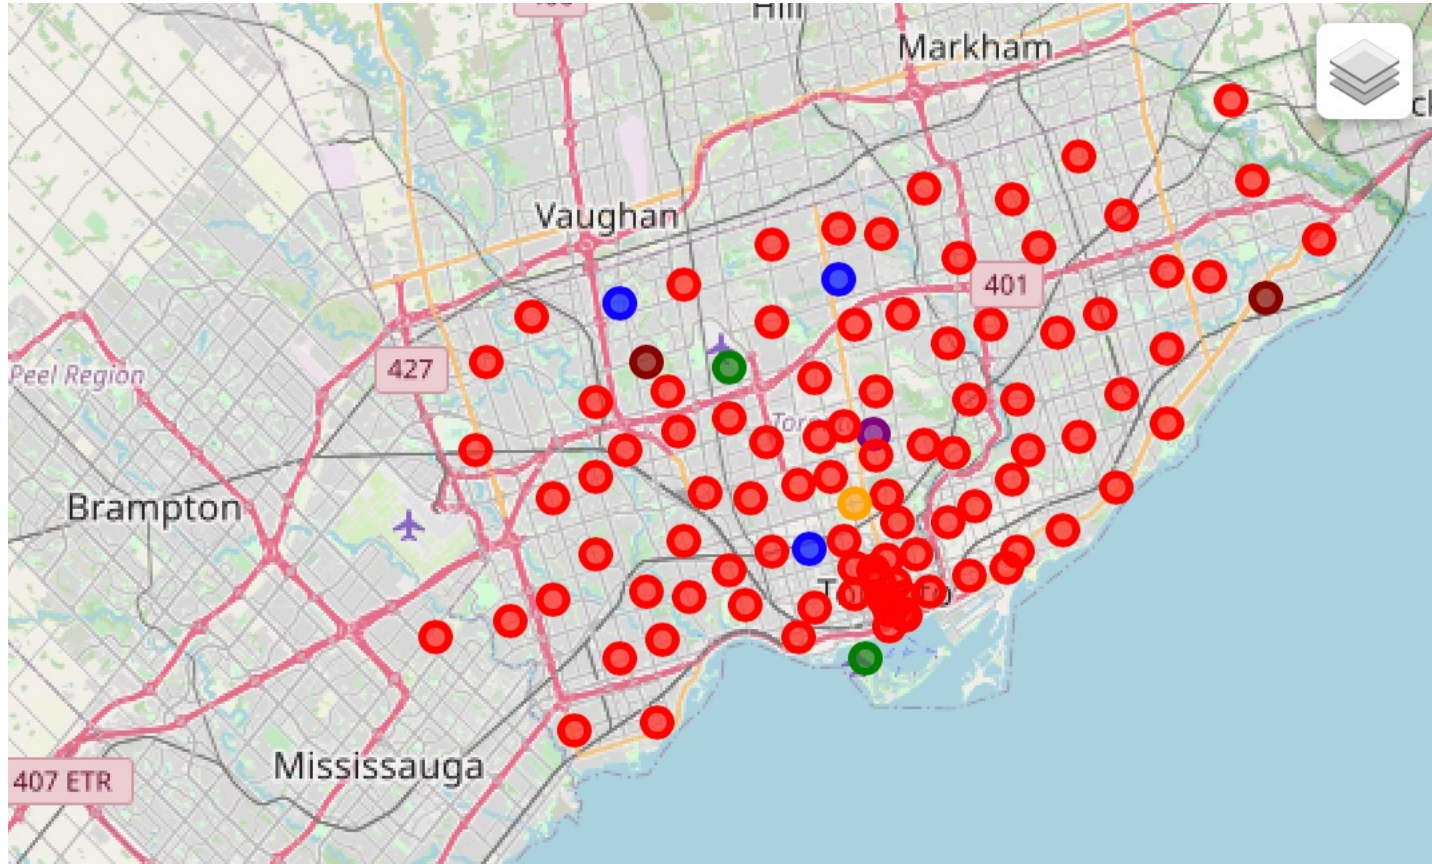 Hill
Markham
Vaughan
401
Peel Region
427
Brampton
Mississauga
407 ETR